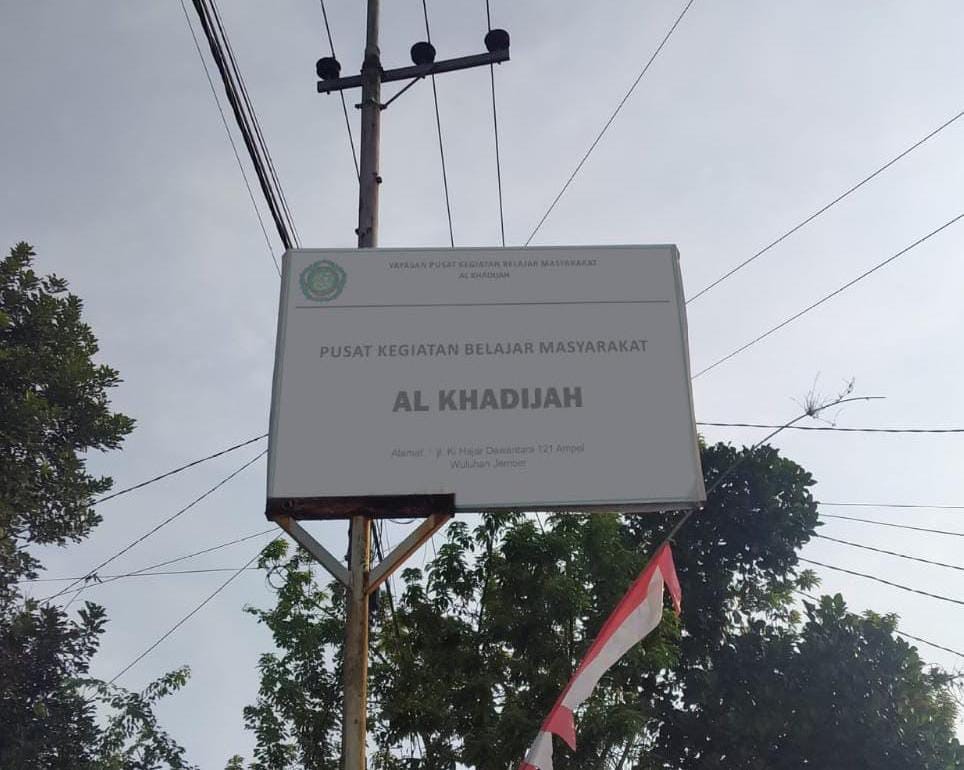 YAYASAN PUSAT KEGIATAN BELAJAR MASYARAKAT
AL KHADIJAH
PUSAT KEGIATAN BELAJAR MASYARAKAT
AL KHADIJAH
Alamat : jl. Ki Hajar Dewantara 121 Ampel
Wuluhan Jember